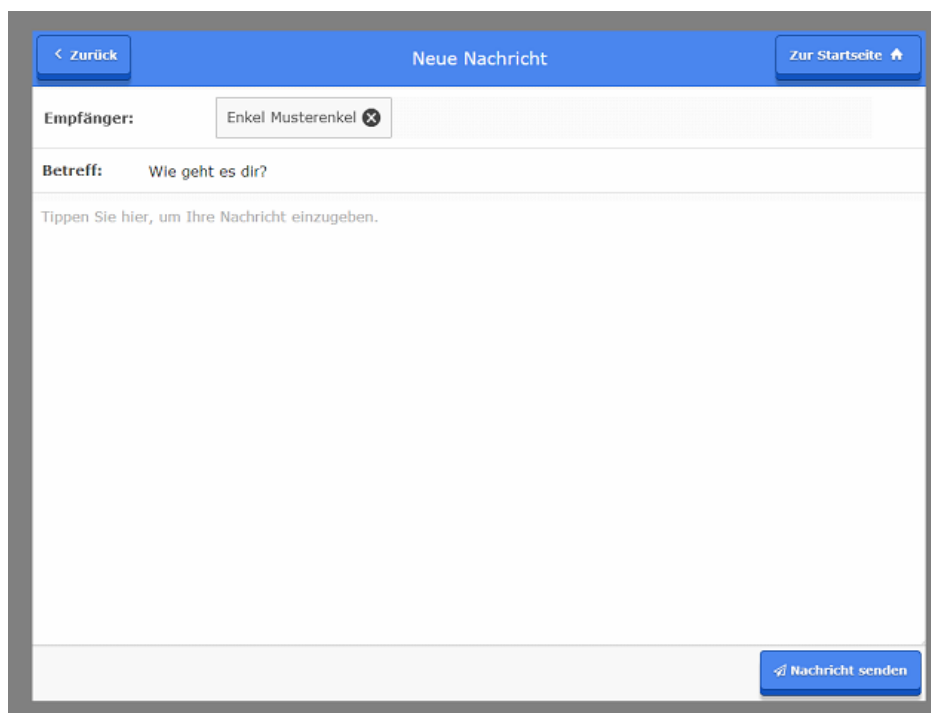 Zurück
Neue Nachricht
Zur Startseite
Empfänger: Enkel Musterenkel
Betreff: Wie geht es dir?
Tippen Sie hier, um Ihre Nachricht einzugeben.
Nachricht senden